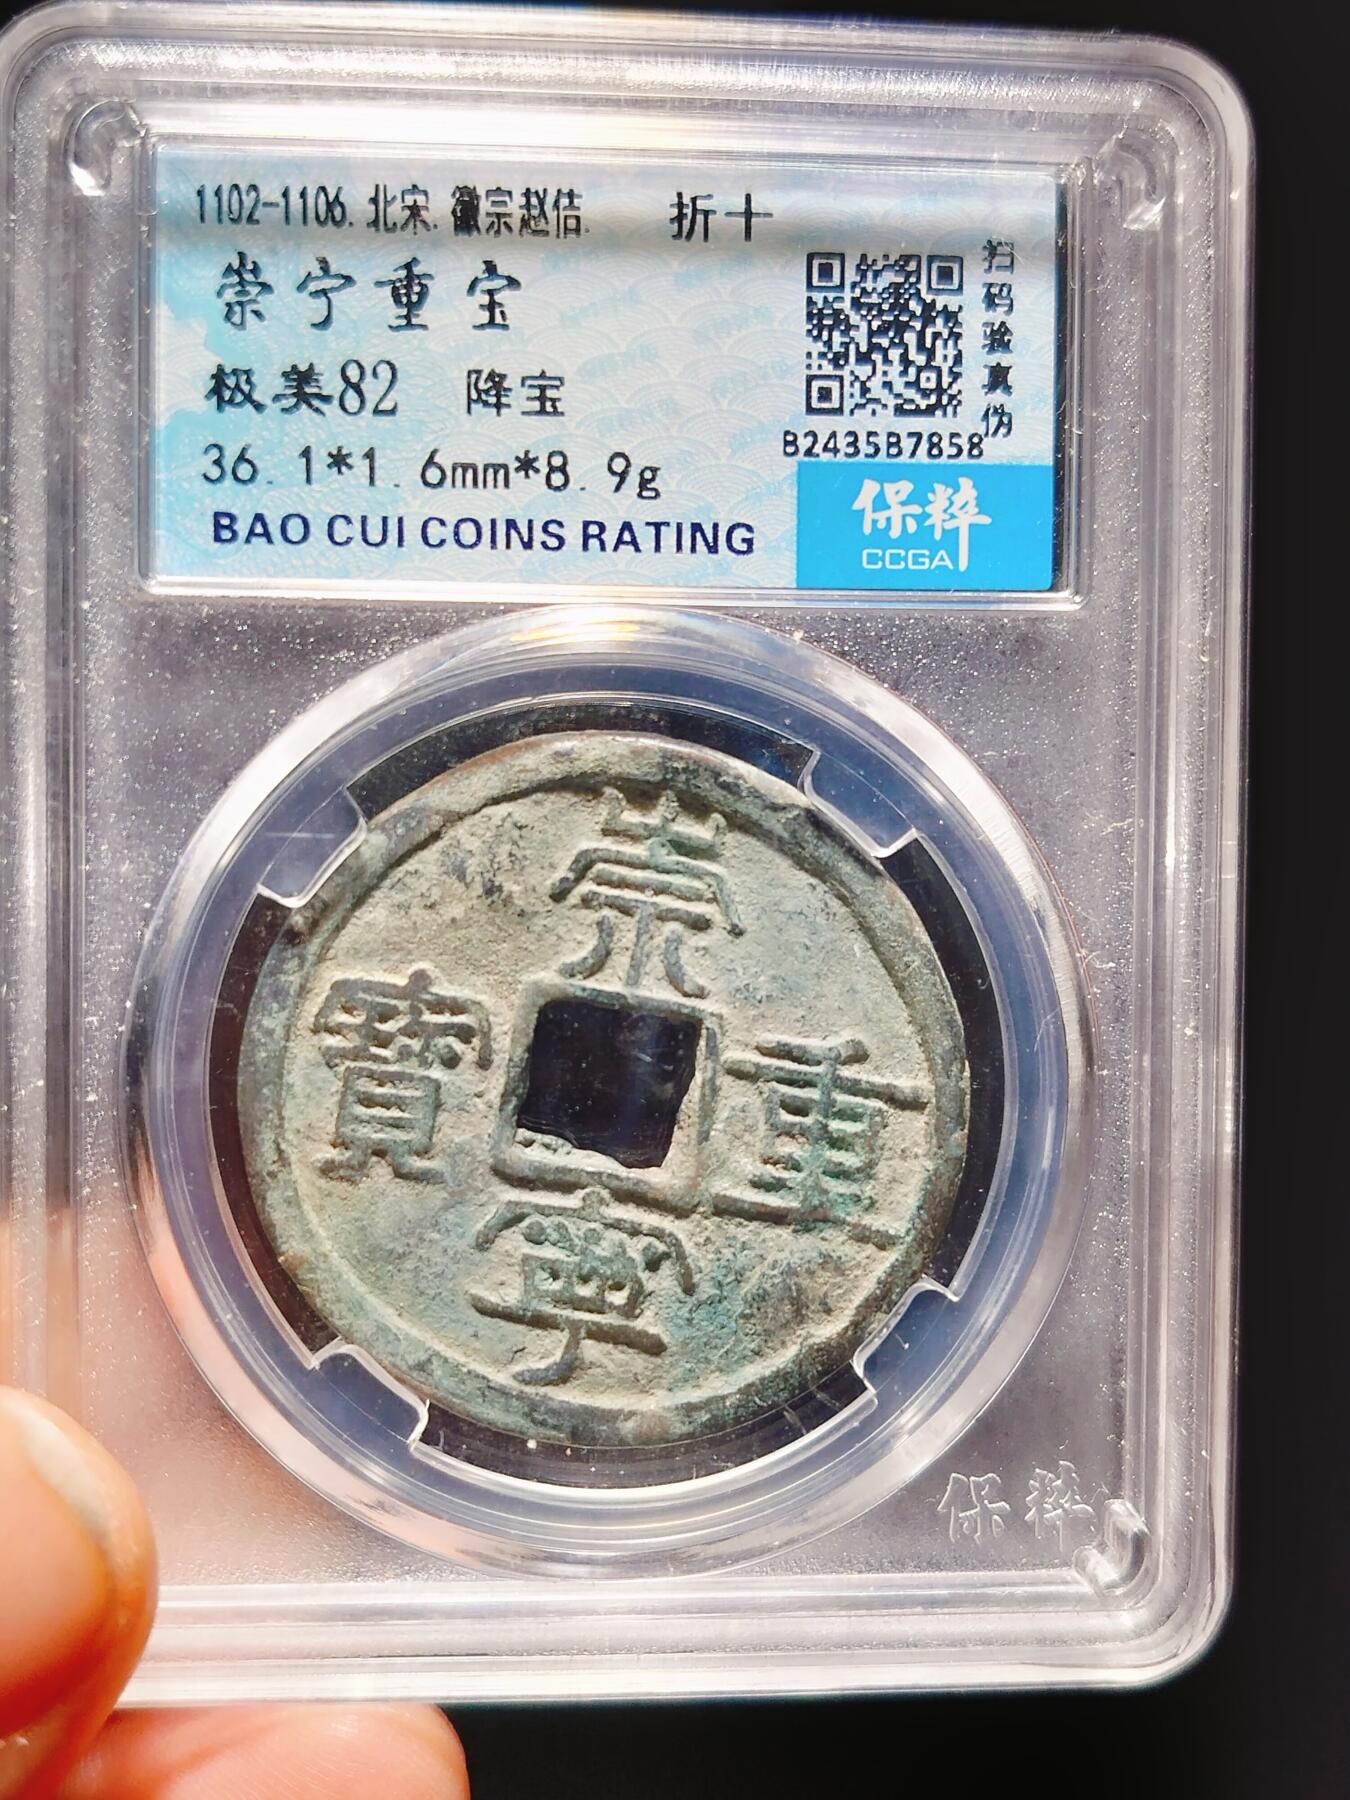 1102-1106. 北宋. 徽宗赵佶. 折十
崇宁重宝
极美82 降宝
36.1*1.6mm*8.9g
BAO CUI COINS RATING
扫码验真伪
B2435B7858
保粹
CCGA
崇
重
寧
寶
保粹